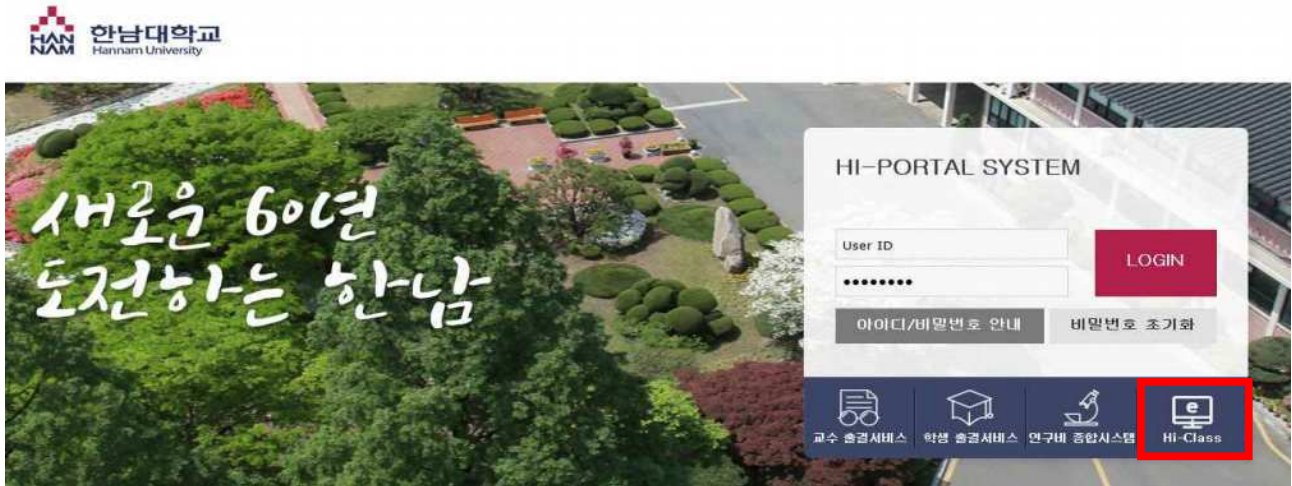 HAN
NAM
한남대학교
Hannam University
새로운 60년
도전하는 한남
HI-PORTAL SYSTEM
User ID
LOGIN
아이디/비밀번호 안내
비밀번호 초기화
교수 출결서비스
학생 출결서비스
연구비 종합시스템
e
Hi-Class